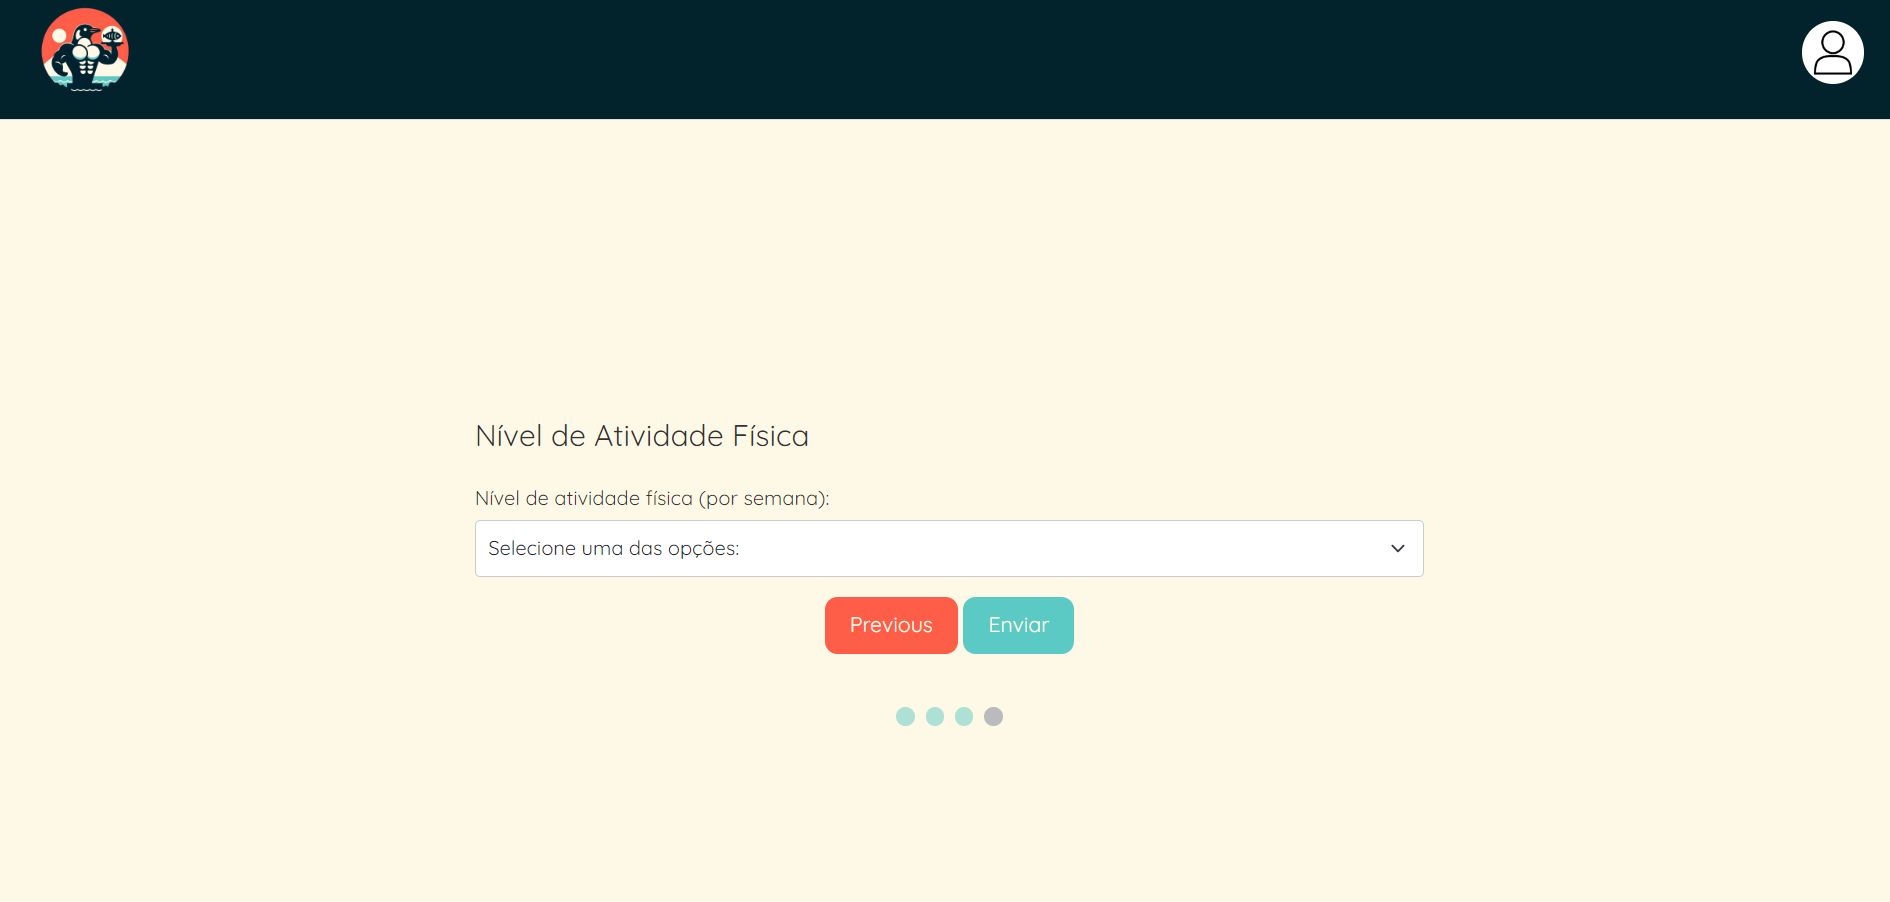 Nível de Atividade Física
Nível de atividade física (por semana):
Selecione uma das opções:
Previous Enviar